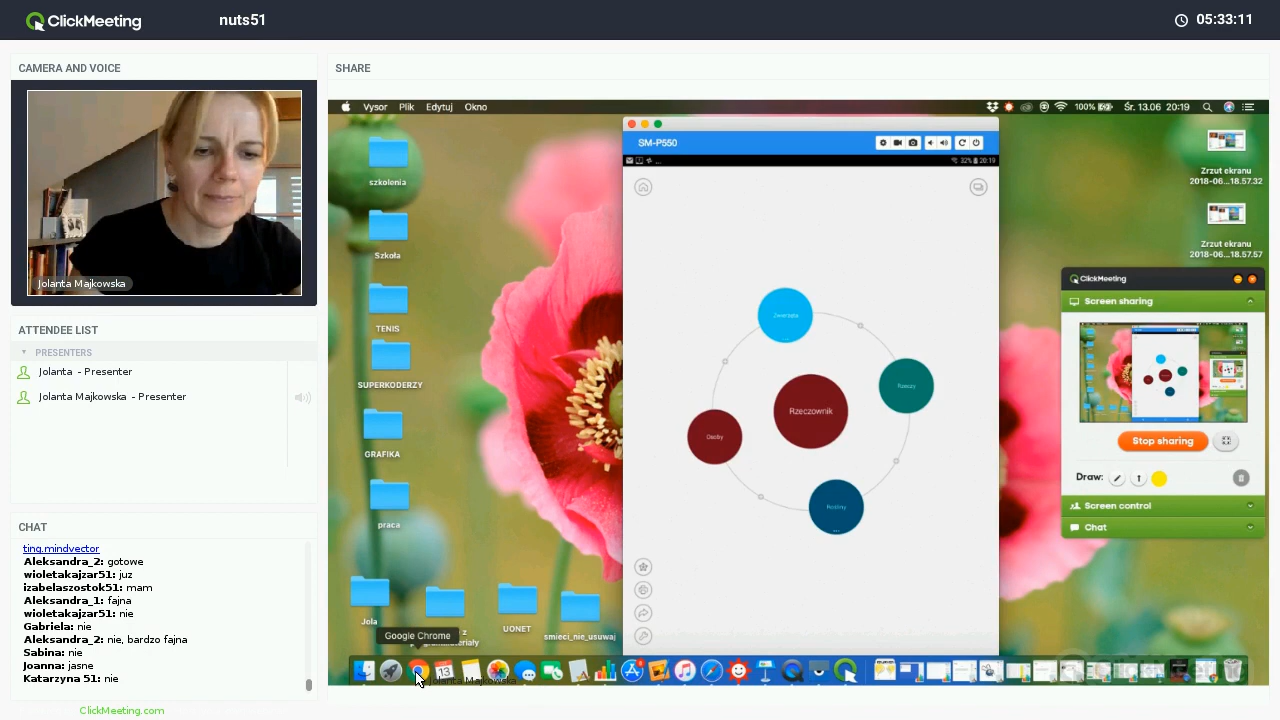 ClickMeeting
nuts51
05:33:11
CAMERA AND VOICE
Jolanta Majkowska
ATTENDEE LIST
PRESENTERS
Jolanta - Presenter
Jolanta Majkowska - Presenter
CHAT
ting.mindvector
Aleksandra_2: gotowe
wioletakajzar51: juz
izabelaszostok51: mam
Aleksandra_1: fajna
wioletakajzar51: nie
Gabriela: nie
Aleksandra_2: nie, bardzo fajna
Sabina: nie
Joanna: jasne
Katarzyna 51: nie
ClickMeeting.com
SHARE
Vysor Plik Edytuj Okno
100% Śr. 13.06 20:19
szkolenia
Szkoła
TENIS
SUPERKODERZY
GRAFIKA
praca
Jola
UONET
smieci_nie_usuwaj
Google Chrome
Jolanta Majkowska
SM-P550
32% 20:19
Zwierzęta
Rzeczy
Rzeczownik
Osoby
Rośliny
Zrzut ekranu
2018-06...18.57.32
Zrzut ekranu
2018-06...18.57.57
ClickMeeting
Screen sharing
Stop sharing
Draw:
Screen control
Chat